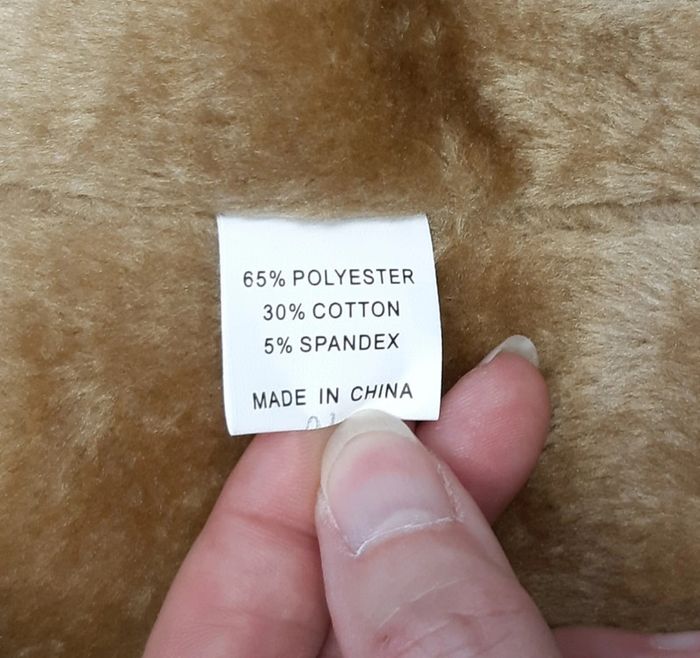 65% POLYESTER
30% COTTON
5% SPANDEX
MADE IN CHINA